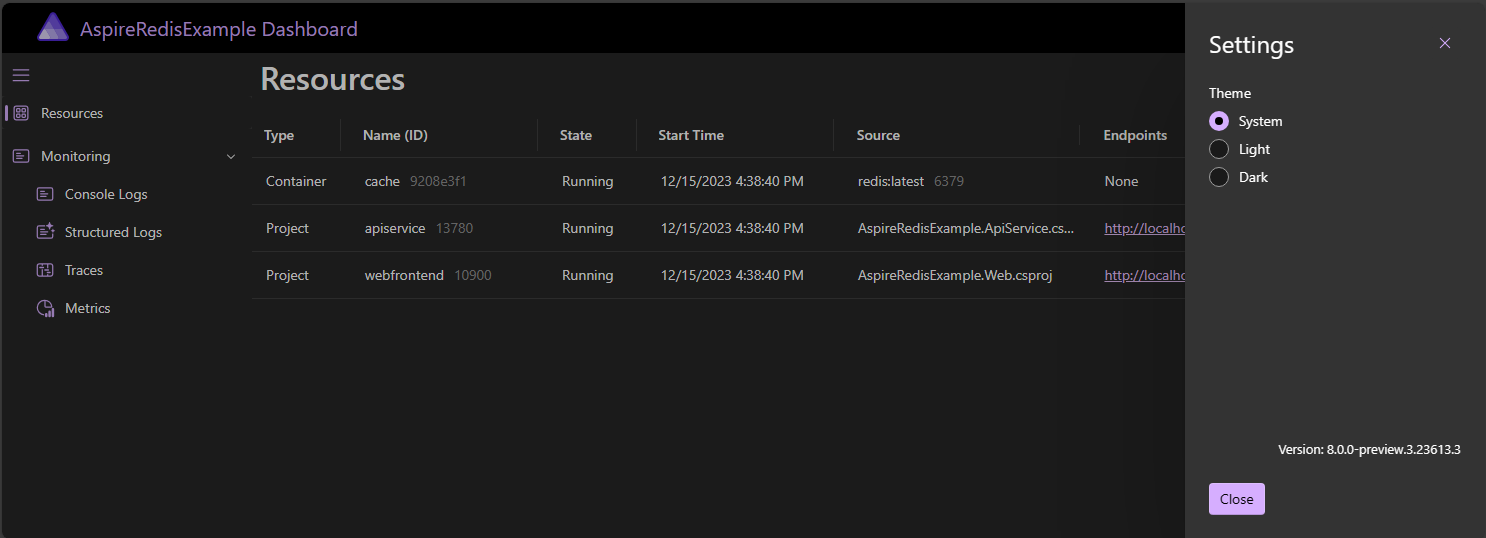 AspireRedisExample Dashboard
Resources
Monitoring
Console Logs
Structured Logs
Traces
Metrics
Resources
Type Name (ID) State Start Time Source Endpoints
Container cache 9208e3f1 Running 12/15/2023 4:38:40 PM redis:latest 6379 None
Project apiservice 13780 Running 12/15/2023 4:38:40 PM AspireRedisExample.ApiService.cs... http://localho
Project webfrontend 10900 Running 12/15/2023 4:38:40 PM AspireRedisExample.Web.csproj http://localho
Settings
Theme
System
Light
Dark
Version: 8.0.0-preview.3.23613.3
Close